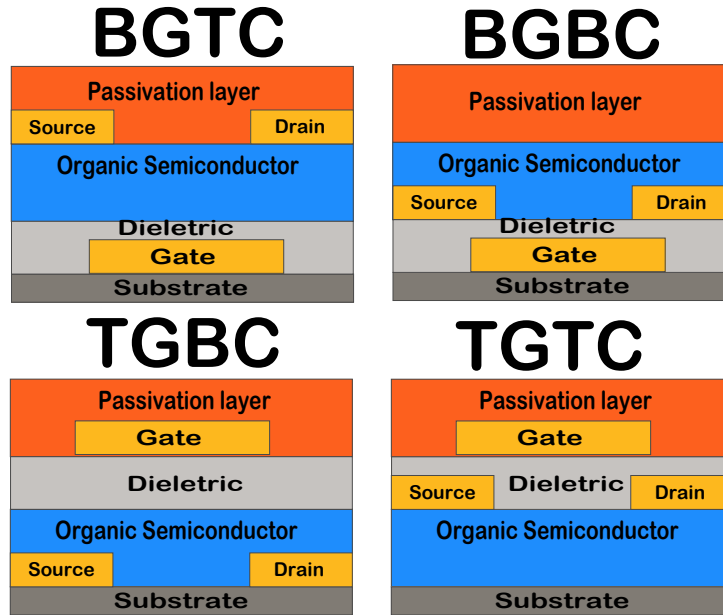 BGTC
Passivation layer
Source
Drain
Organic Semiconductor
Dieletric
Gate
Substrate
BGBC
Passivation layer
Organic Semiconductor
Source
Drain
Dieletric
Gate
Substrate
TGBC
Passivation layer
Gate
Dieletric
Organic Semiconductor
Source
Drain
Substrate
TGTC
Passivation layer
Gate
Source
Dieletric
Drain
Organic Semiconductor
Substrate